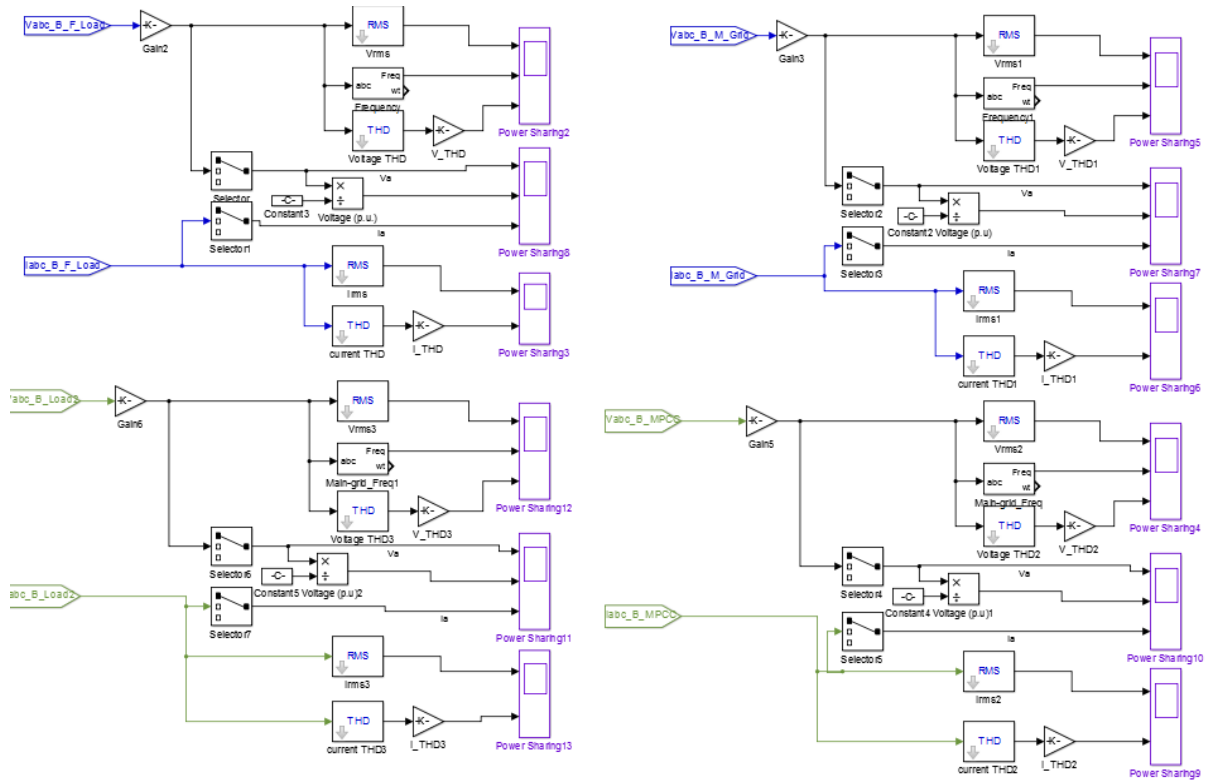 Vabc_B_F_Load
-K-
Gain2
RMS
Vrms
abc
Freq
wt
Frequency
THD
Voltage THD
-K-
V_THD
Power Sharing2
Selector
Va
-C-
Constant3
×
÷
Voltage (p.u.)
Selector1
Ia
Power Sharing8
Iabc_B_F_Load
RMS
Irms
THD
current THD
-K-
I_THD
Power Sharing3
Vabc_B_M_Grid
-K-
Gain3
RMS
Vrms1
abc
Freq
wt
Frequency1
THD
Voltage THD1
-K-
V_THD1
Power Sharing5
Selector2
Va
-C-
Constant2
×
÷
Voltage (p.u)
Selector3
Ia
Power Sharing7
Iabc_B_M_Grid
RMS
Irms1
THD
current THD1
-K-
I_THD1
Power Sharing6
Vabc_B_Load2
-K-
Gain6
RMS
Vrms3
abc
Freq
wt
Main-grid_Freq1
THD
Voltage THD3
-K-
V_THD3
Power Sharing12
Selector6
Va
-C-
Constant5
×
÷
Voltage (p.u)2
Selector7
Ia
Power Sharing11
abc_B_Load2
RMS
Irms3
THD
current THD3
-K-
I_THD3
Power Sharing13
Vabc_B_MPCC
-K-
Gain5
RMS
Vrms2
abc
Freq
wt
Main-grid_Freq
THD
Voltage THD2
-K-
V_THD2
Power Sharing4
Selector4
Va
-C-
Constant4
×
÷
Voltage (p.u)1
Selector5
Ia
Power Sharing10
Iabc_B_MPCC
RMS
Irms2
THD
current THD2
-K-
I_THD2
Power Sharing9